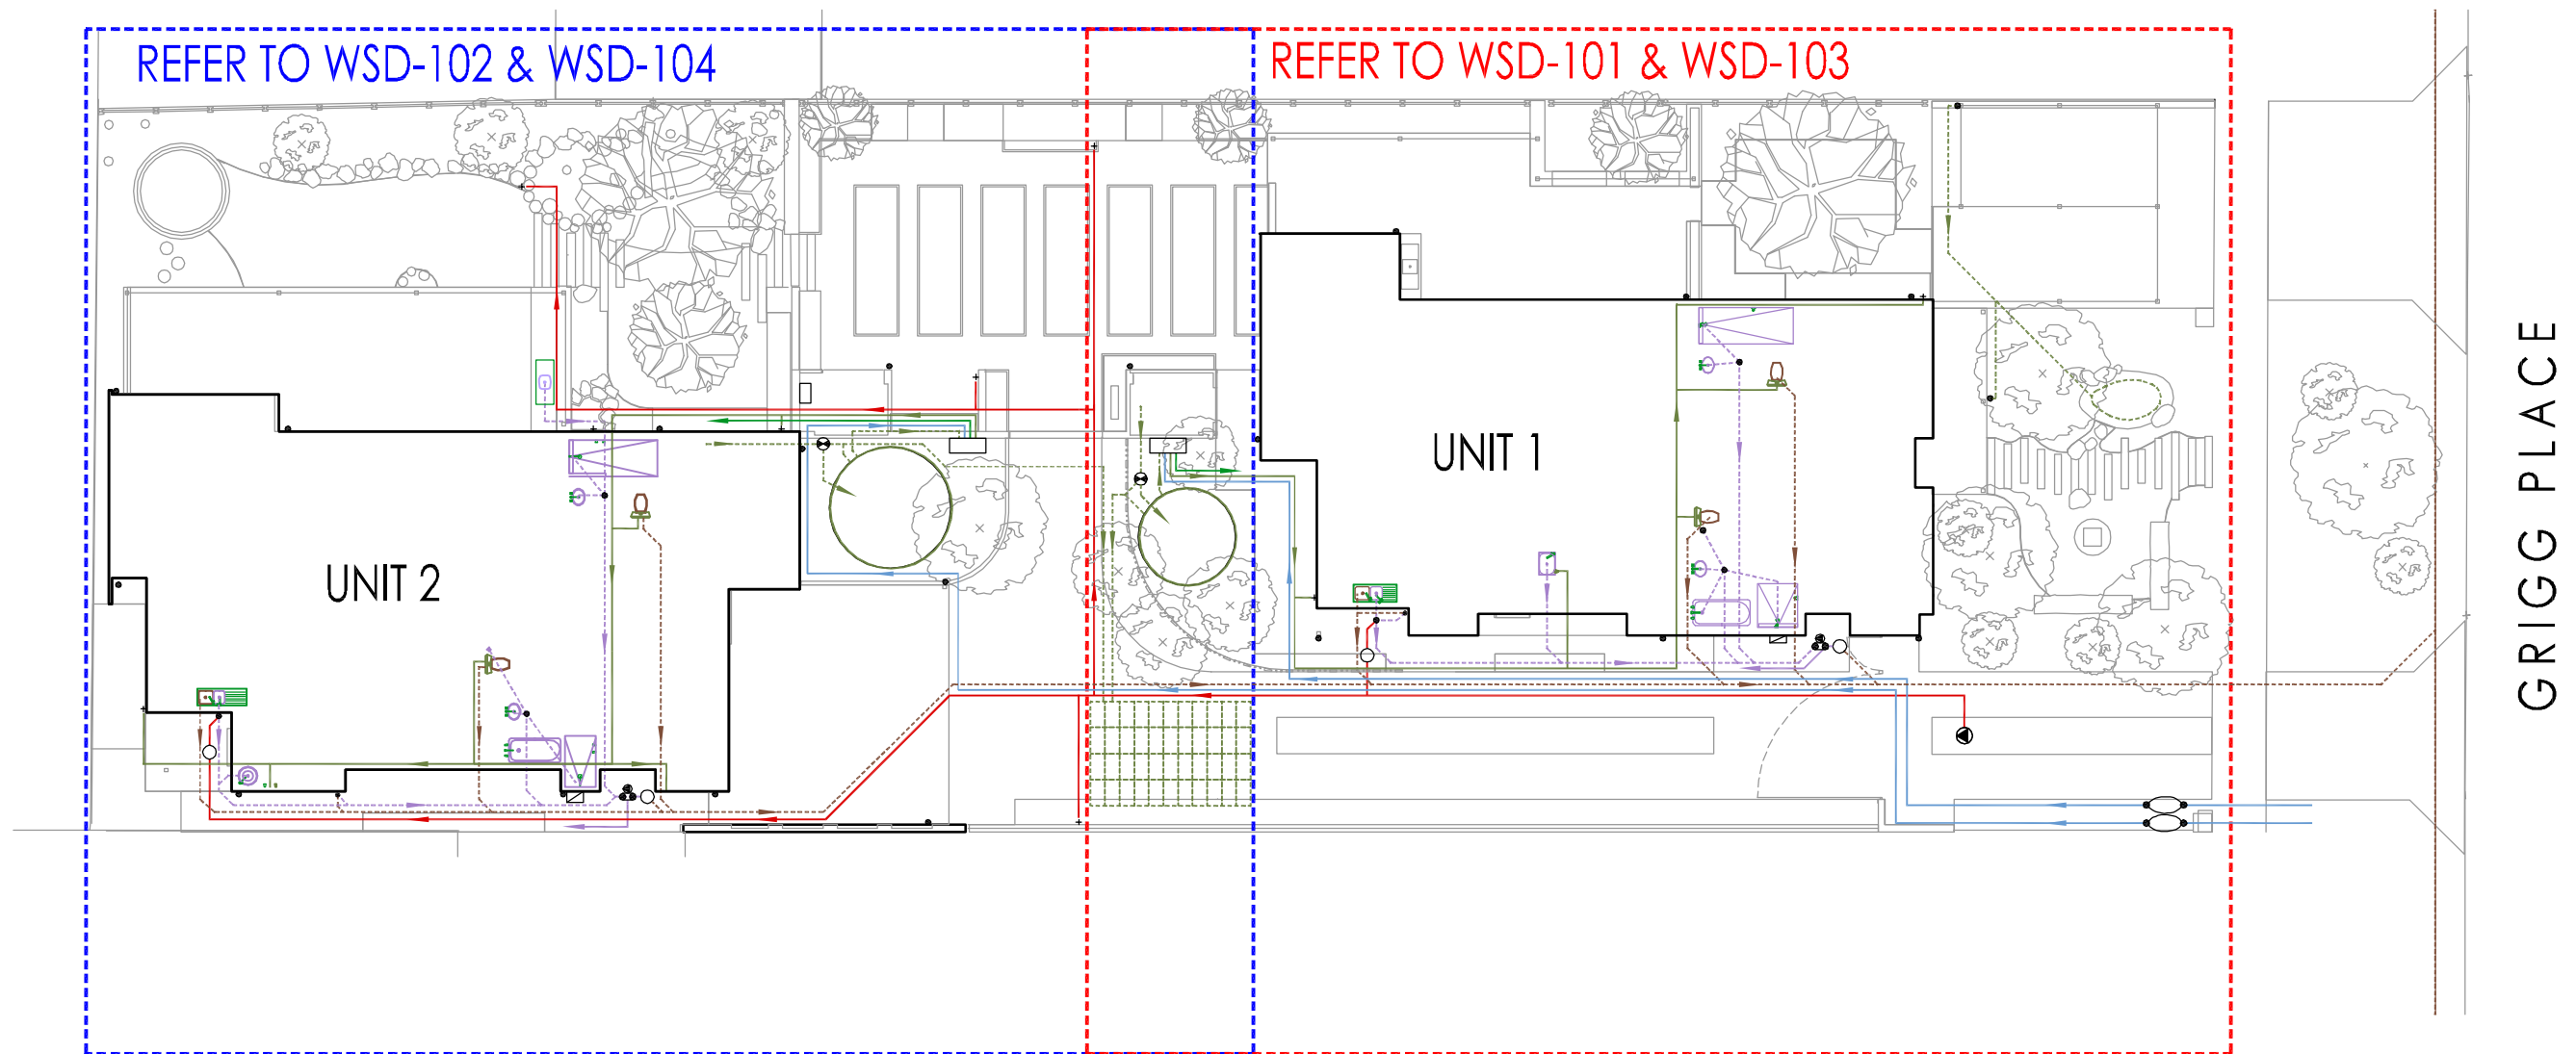 REFER TO WSD-102 & WSD-104
REFER TO WSD-101 & WSD-103
UNIT 1
UNIT 2
GRIGG PLACE